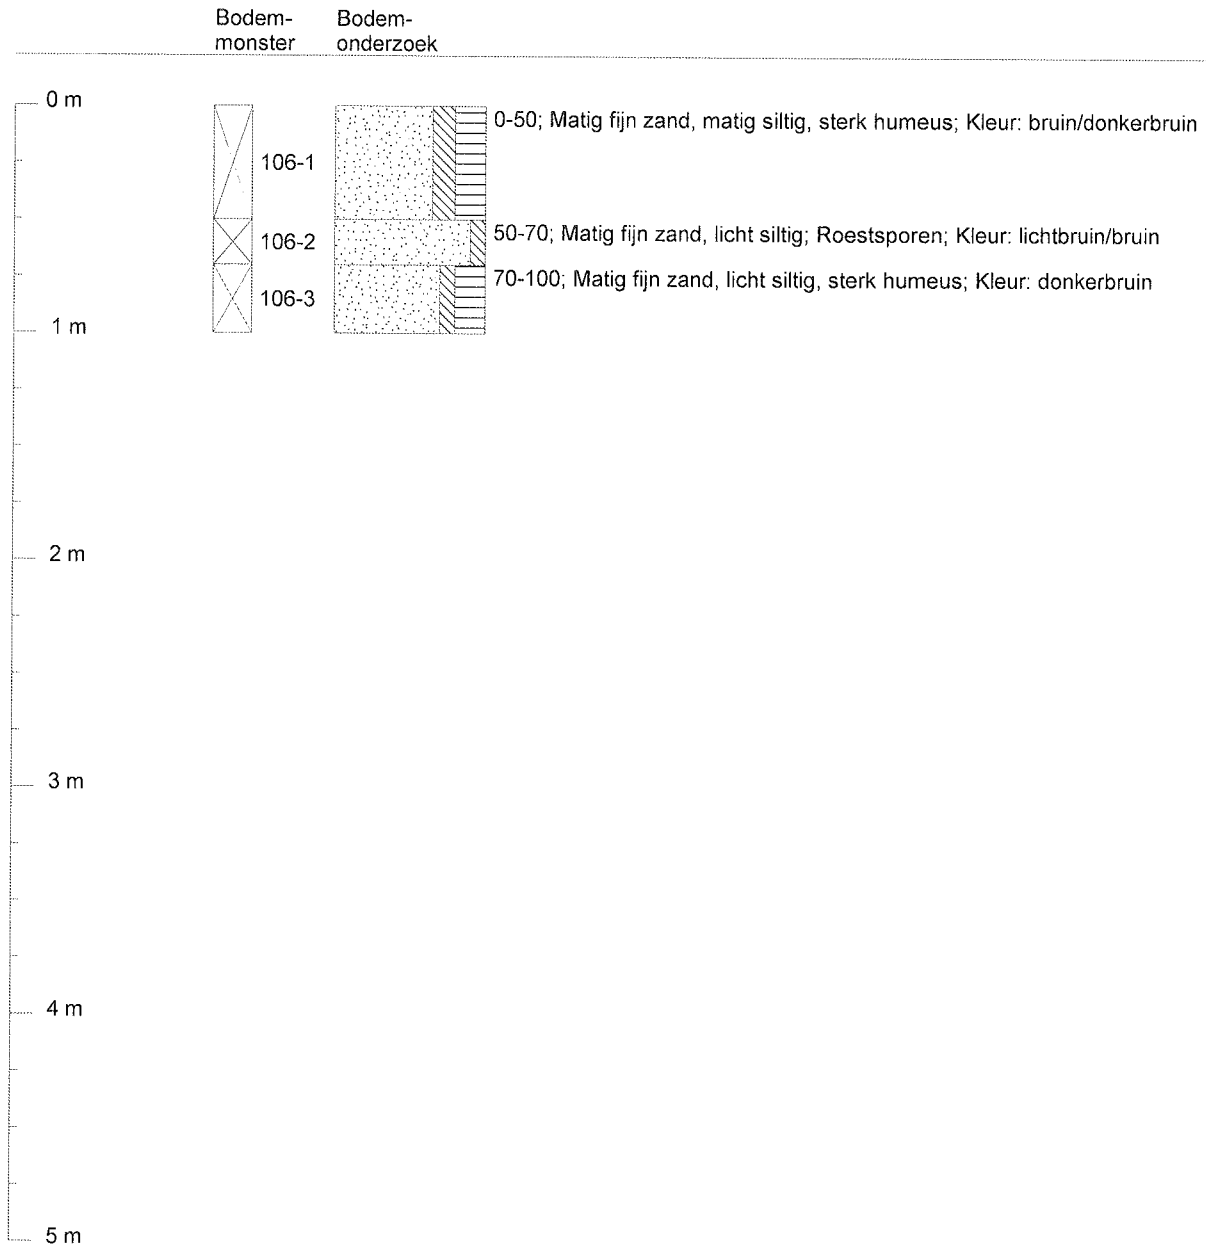 Bodem-
monster
Bodem-
onderzoek
0 m
106-1
0-50; Matig fijn zand, matig siltig, sterk humeus; Kleur: bruin/donkerbruin
106-2
50-70; Matig fijn zand, licht siltig; Roestsporen; Kleur: lichtbruin/bruin
106-3
70-100; Matig fijn zand, licht siltig, sterk humeus; Kleur: donkerbruin
1 m
2 m
3 m
4 m
5 m